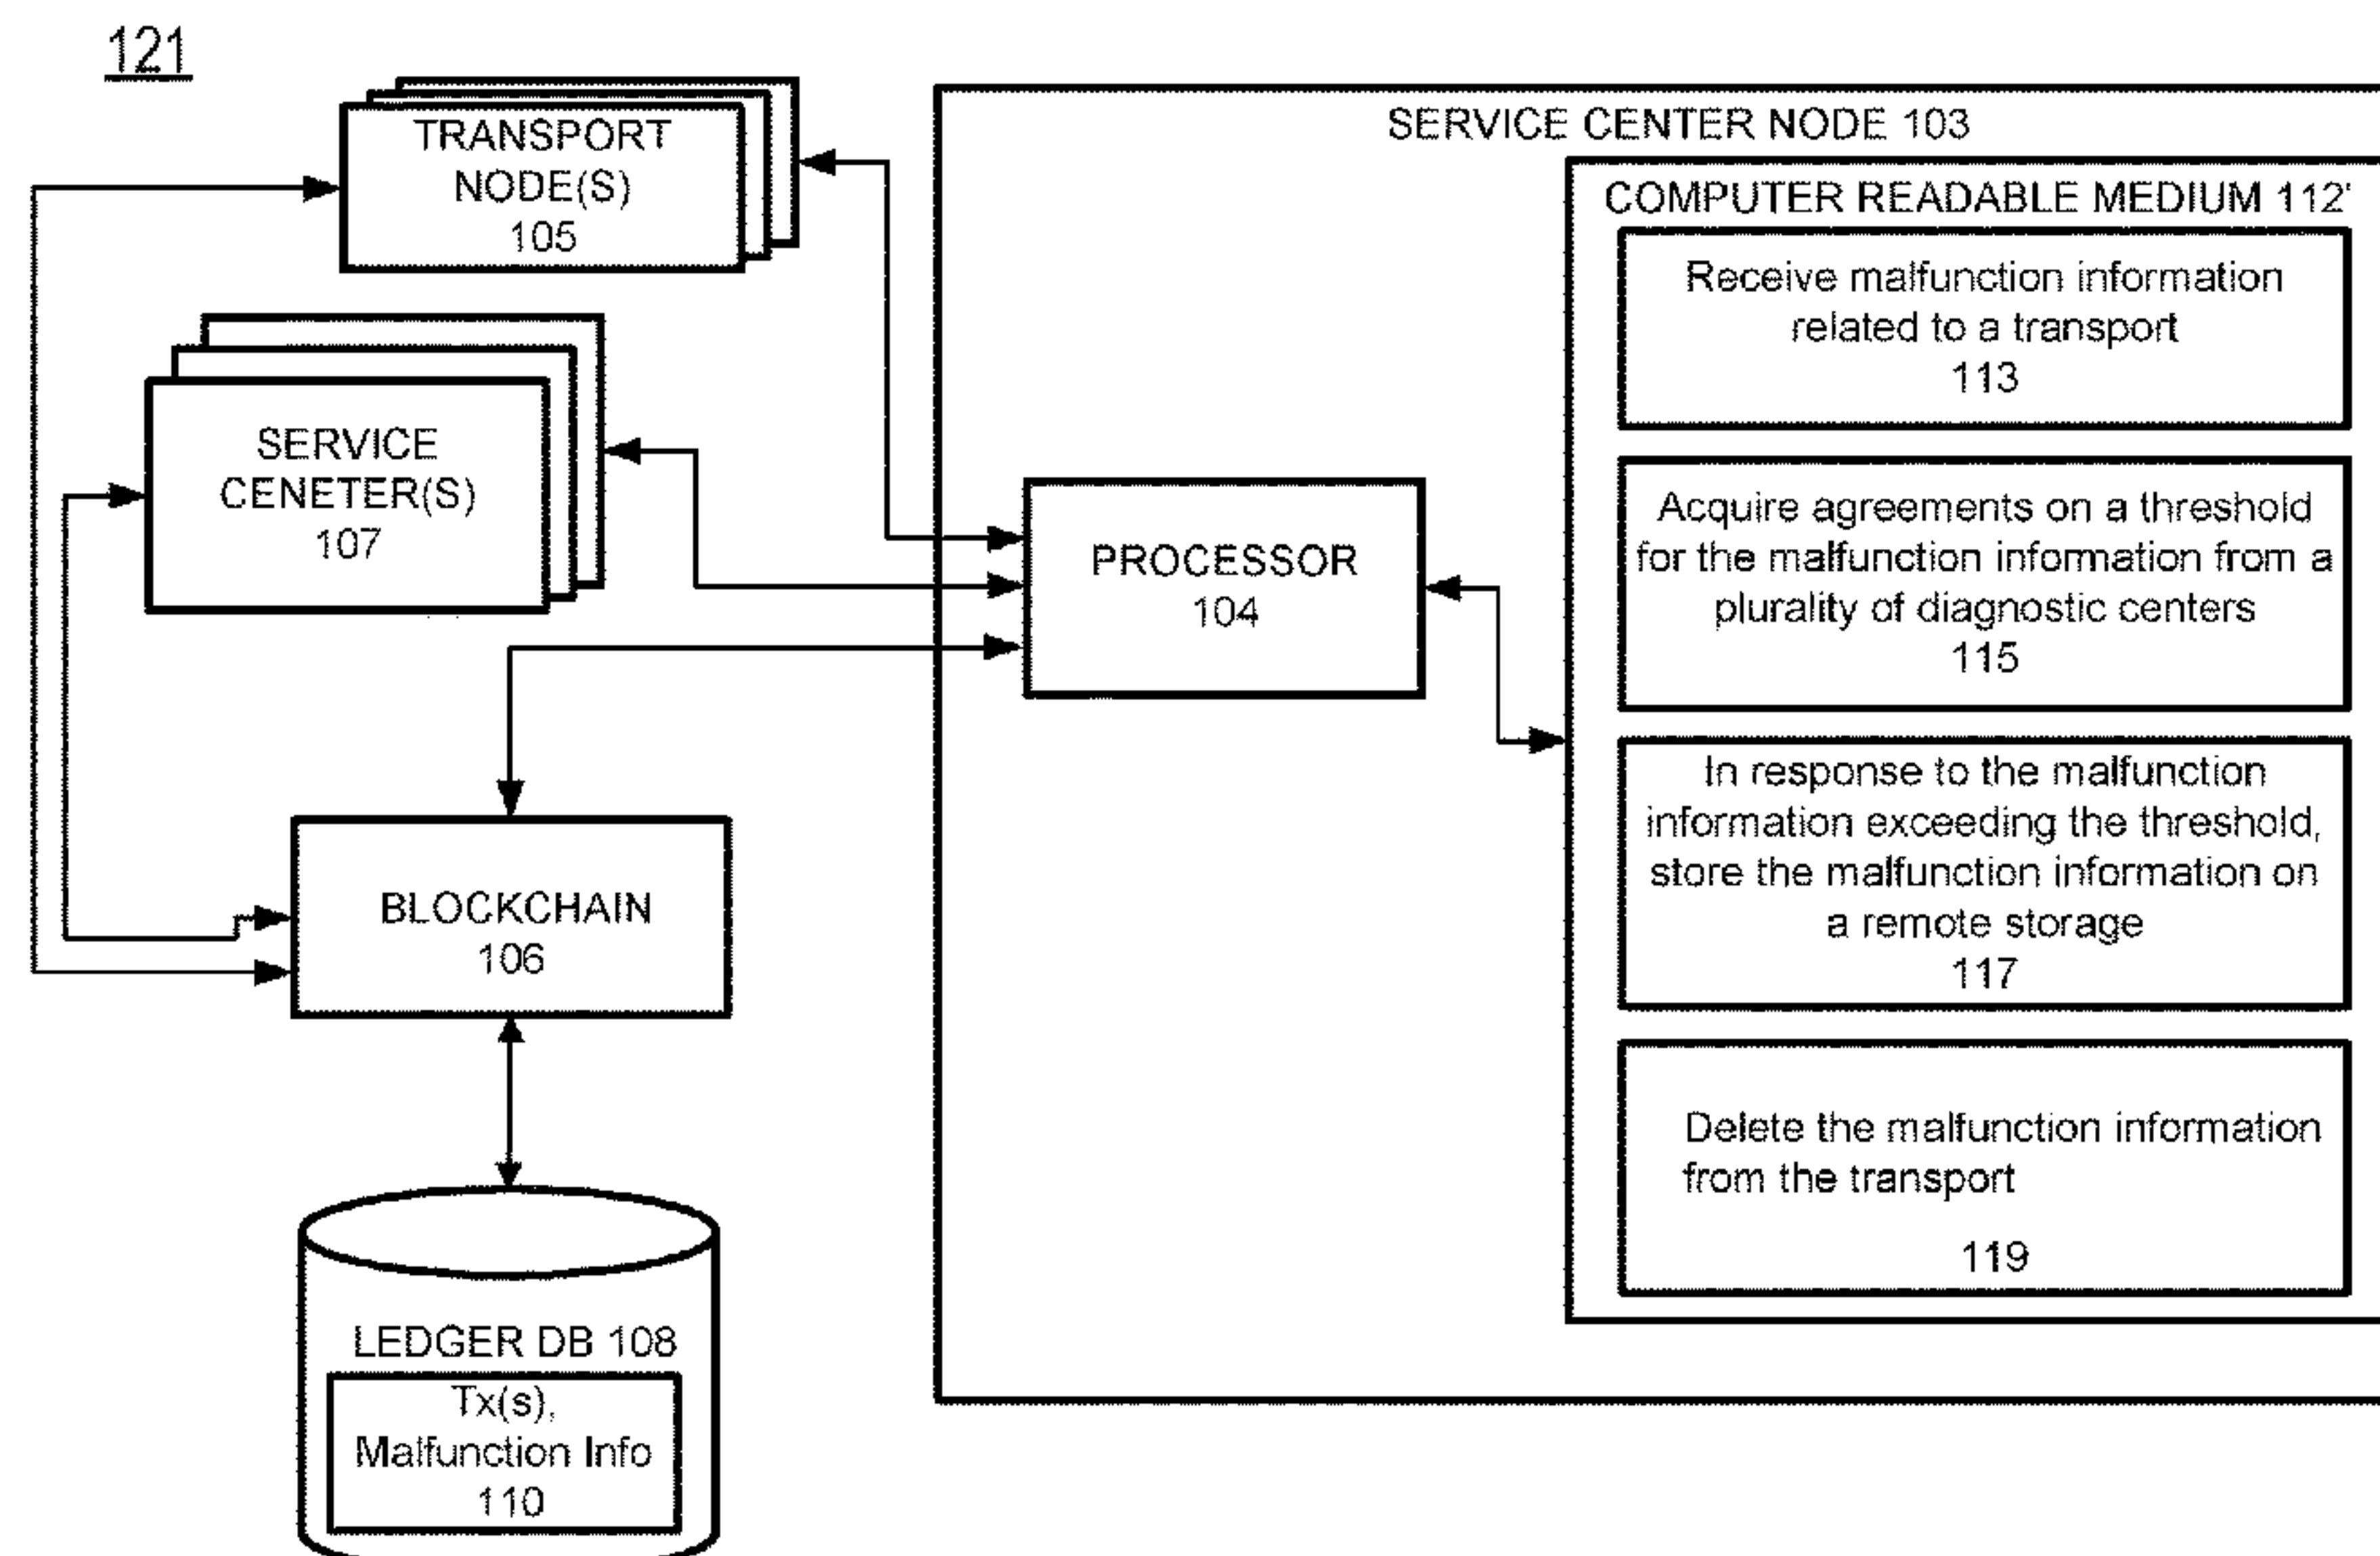 121
TRANSPORT
NODE(S)
105
SERVICE
CENETER(S)
107
BLOCKCHAIN
106
LEDGER DB 108
Tx(s),
Malfunction Info
110
SERVICE CENTER NODE 103
PROCESSOR
104
COMPUTER READABLE MEDIUM 112'
Receive malfunction information
related to a transport
113
Acquire agreements on a threshold
for the malfunction information from a
plurality of diagnostic centers
115
In response to the malfunction
information exceeding the threshold,
store the malfunction information on
a remote storage
117
Delete the malfunction information
from the transport
119